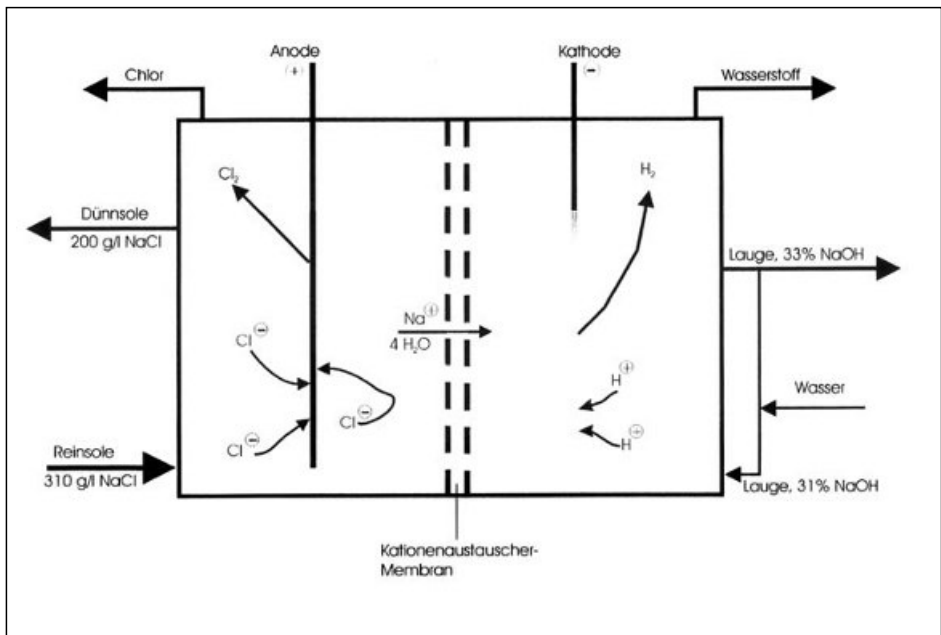 Anode
(+)
Kathode
(-)
Chlor
Wasserstoff
Cl₂
H₂
Dünnsole
200 g/l NaCl
Lauge, 33% NaOH
Na⊕
4 H₂O
Cl⊖
H⊕
Wasser
Cl⊖
Cl⊖
H⊕
Reinsole
310 g/l NaCl
Lauge, 31% NaOH
Kationenaustauscher-
Membran